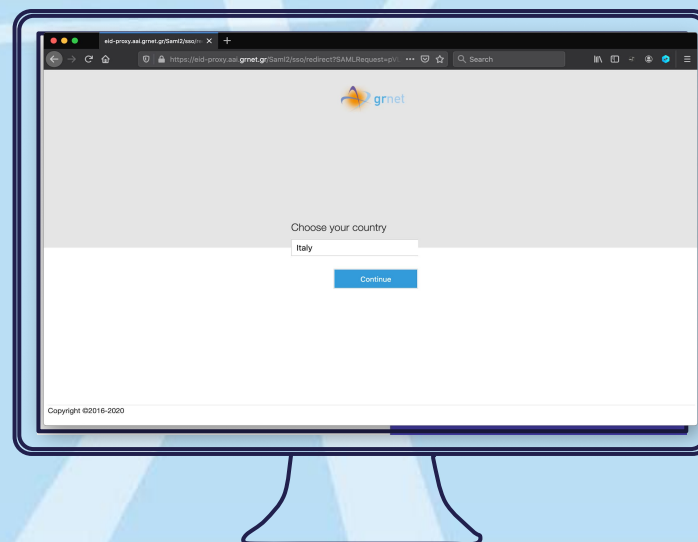 eid-proxy.aai.grnet.gr/Saml2/sso/re
https://eid-proxy.aai.grnet.gr/Saml2/sso/redirect?SAMLRequest=pV
Search
grnet
Choose your country
Italy
Continue
Copyright ©2016-2020